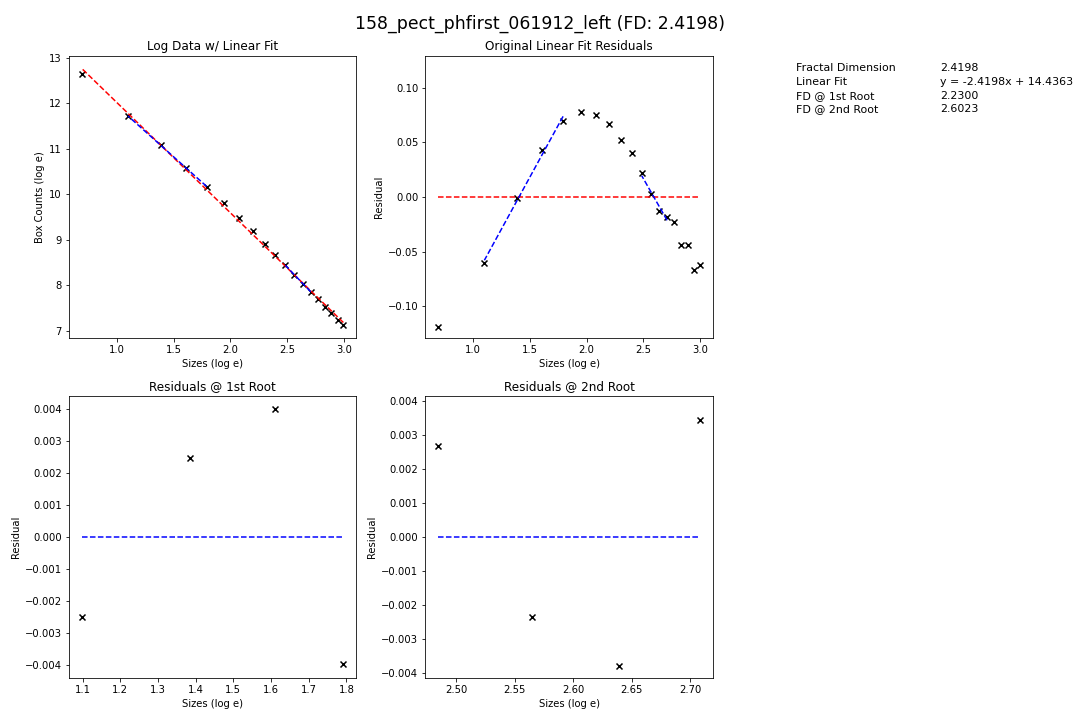 158_pect_phfirst_061912_left (FD: 2.4198)
Log Data w/ Linear Fit
13
12
11
10
9
8
7
Box Counts (log e)
1.0 1.5 2.0 2.5 3.0
Sizes (log e)
Original Linear Fit Residuals
0.10
0.05
0.00
−0.05
−0.10
Residual
1.0 1.5 2.0 2.5 3.0
Sizes (log e)
Fractal Dimension 2.4198
Linear Fit y = -2.4198x + 14.4363
FD @ 1st Root 2.2300
FD @ 2nd Root 2.6023
Residuals @ 1st Root
0.004
0.003
0.002
0.001
0.000
−0.001
−0.002
−0.003
−0.004
Residual
1.1 1.2 1.3 1.4 1.5 1.6 1.7 1.8
Sizes (log e)
Residuals @ 2nd Root
0.004
0.003
0.002
0.001
0.000
−0.001
−0.002
−0.003
−0.004
Residual
2.50 2.55 2.60 2.65 2.70
Sizes (log e)